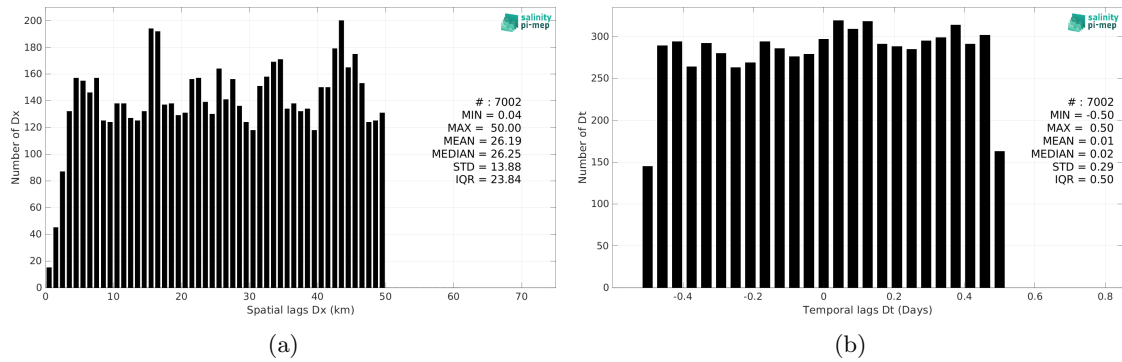 salinity
pi-mep
200
180
160
140
120
100
80
60
40
20
0
Number of Dx
# : 7002
MIN = 0.04
MAX = 50.00
MEAN = 26.19
MEDIAN = 26.25
STD = 13.88
IQR = 23.84
0 10 20 30 40 50 60 70
Spatial lags Dx (km)
(a)
salinity
pi-mep
300
250
200
150
100
50
0
Number of Dt
# : 7002
MIN = -0.50
MAX = 0.50
MEAN = 0.01
MEDIAN = 0.02
STD = 0.29
IQR = 0.50
-0.4 -0.2 0 0.2 0.4 0.6 0.8
Temporal lags Dt (Days)
(b)